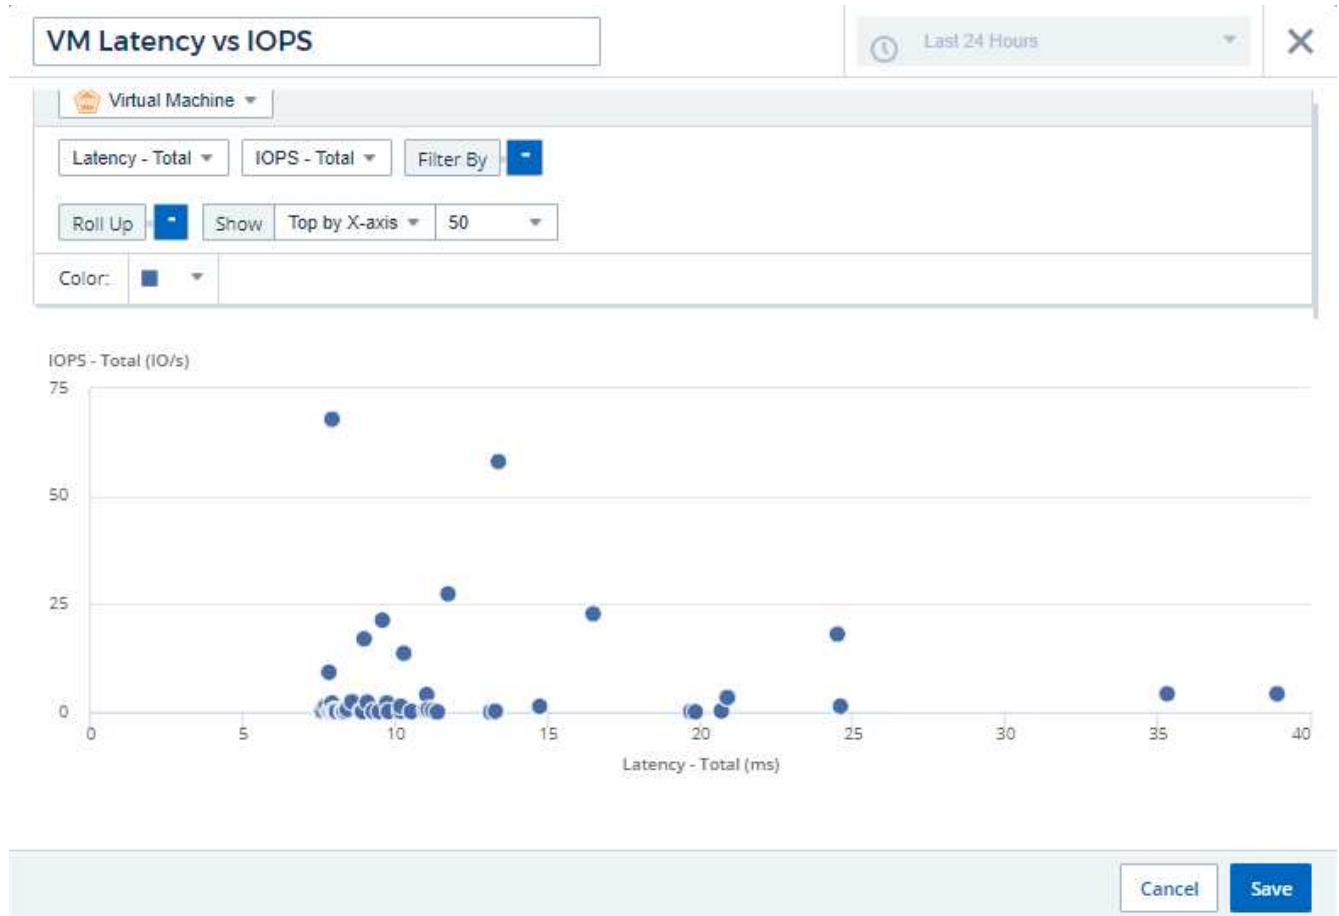 VM Latency vs IOPS
Last 24 Hours
Virtual Machine
Latency - Total IOPS - Total Filter By -
Roll Up - Show Top by X-axis 50
Color:
IOPS - Total (IO/s)
75
50
25
0
0 5 10 15 20 25 30 35 40
Latency - Total (ms)
Cancel Save